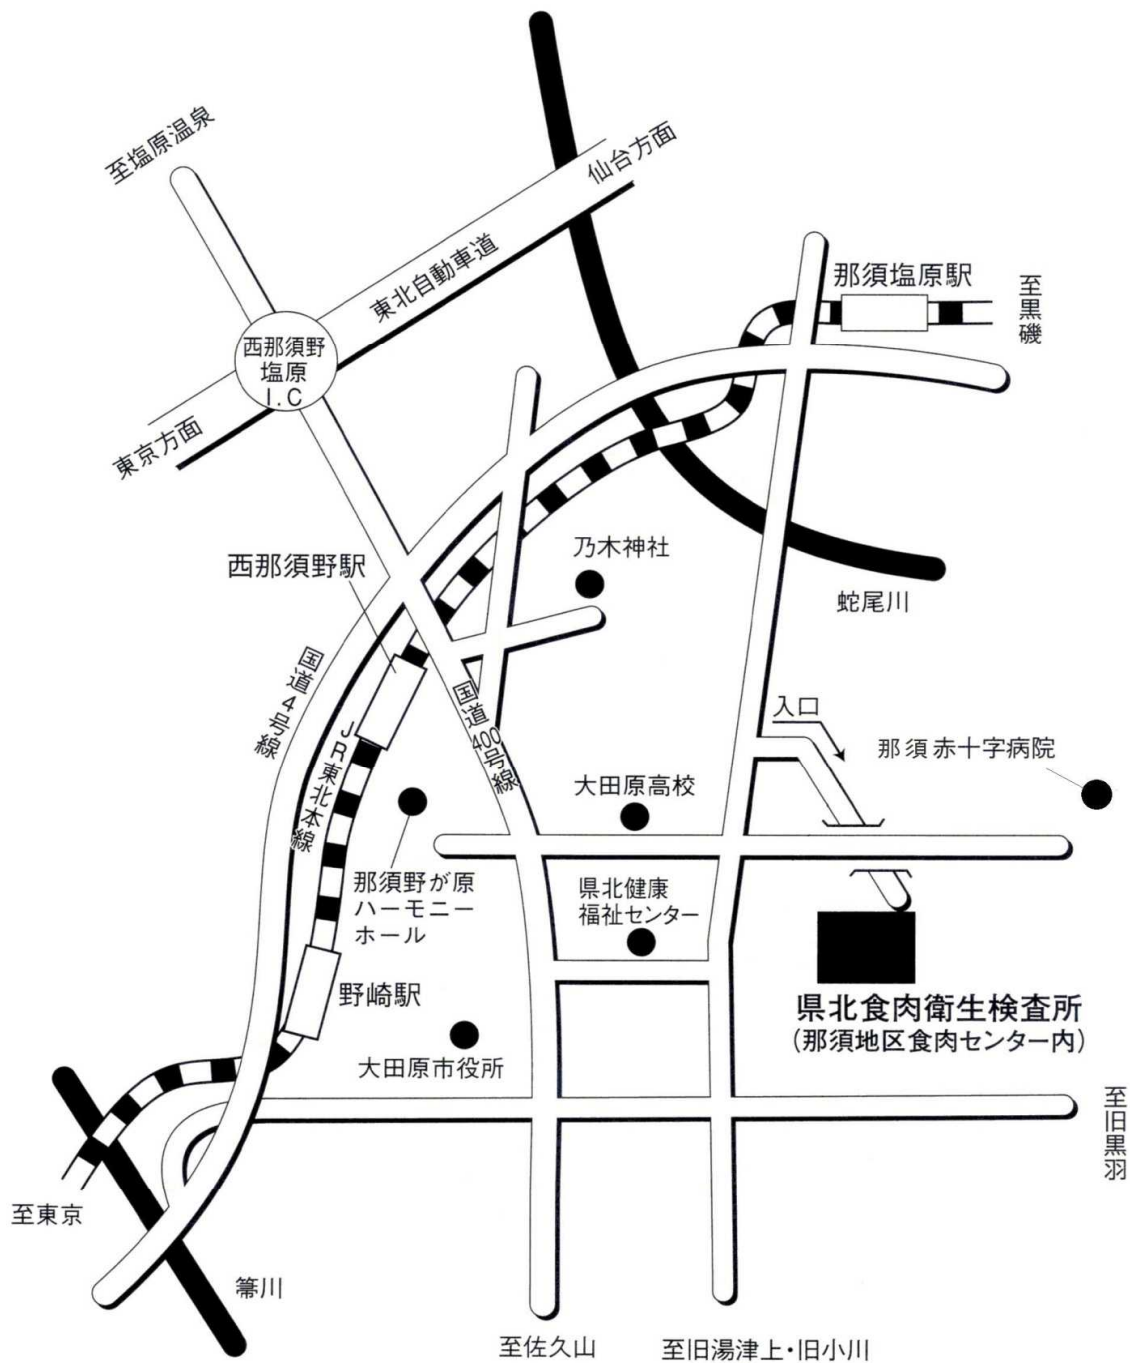 至塩原温泉
仙台方面
東北自動車道
那須塩原駅
至黒磯
西那須野
塩原
I.C
東京方面
西那須野駅
乃木神社
蛇尾川
国道4号線
国道400号線
入口
那須赤十字病院
JR東北本線
大田原高校
那須野が原
ハーモニー
ホール
県北健康
福祉センター
野崎駅
県北食肉衛生検査所
(那須地区食肉センター内)
大田原市役所
至旧黒羽
至東京
箒川
至佐久山
至旧湯津上・旧小川